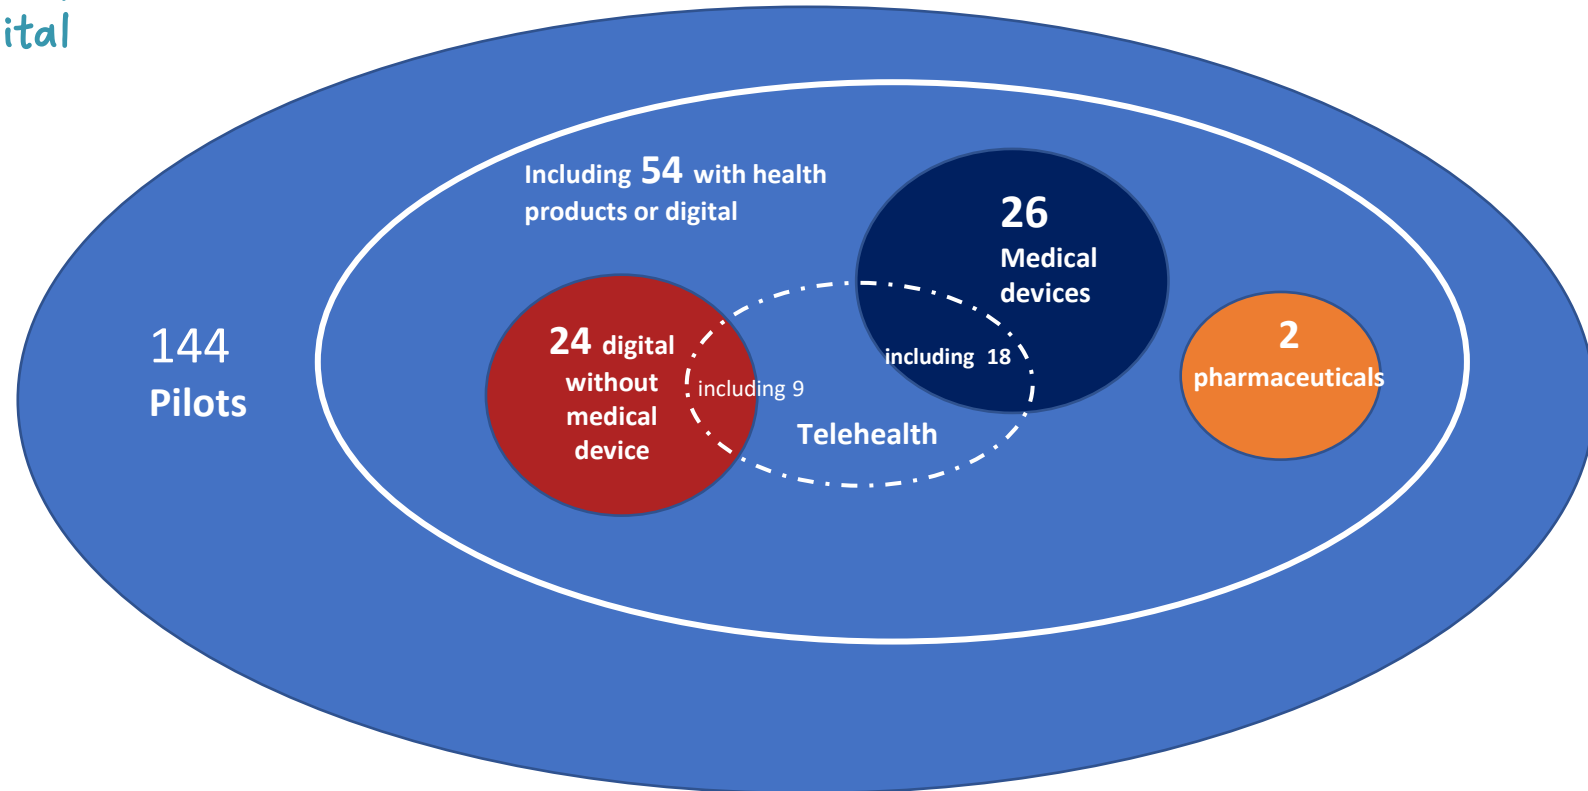 ital
Including 54 with health
products or digital
26
Medical
devices
144
Pilots
24 digital
without
medical
device
including 9
including 18
Telehealth
2
pharmaceuticals